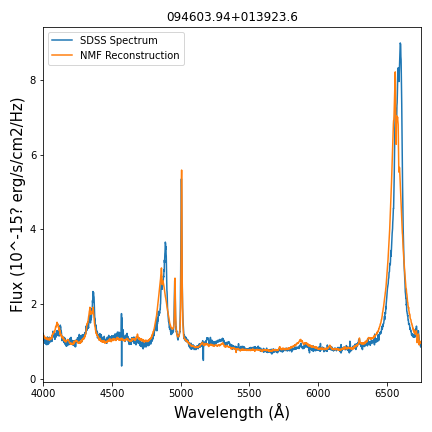 094603.94+013923.6
SDSS Spectrum
NMF Reconstruction
Flux (10^-15? erg/s/cm2/Hz)
8
6
4
2
0
4000 4500 5000 5500 6000 6500
Wavelength (Å)